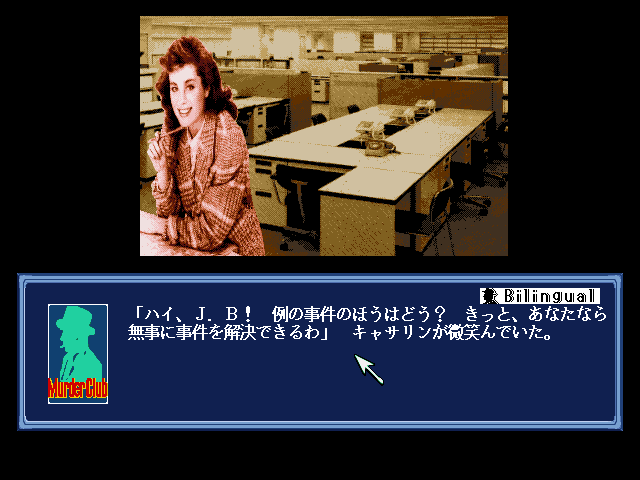 Bilingual
「ハイ、J．B！　例の事件のほうはどう？　きっと、あなたなら
無事に事件を解決できるわ」　キャサリンが微笑んでいた。
MurderClub